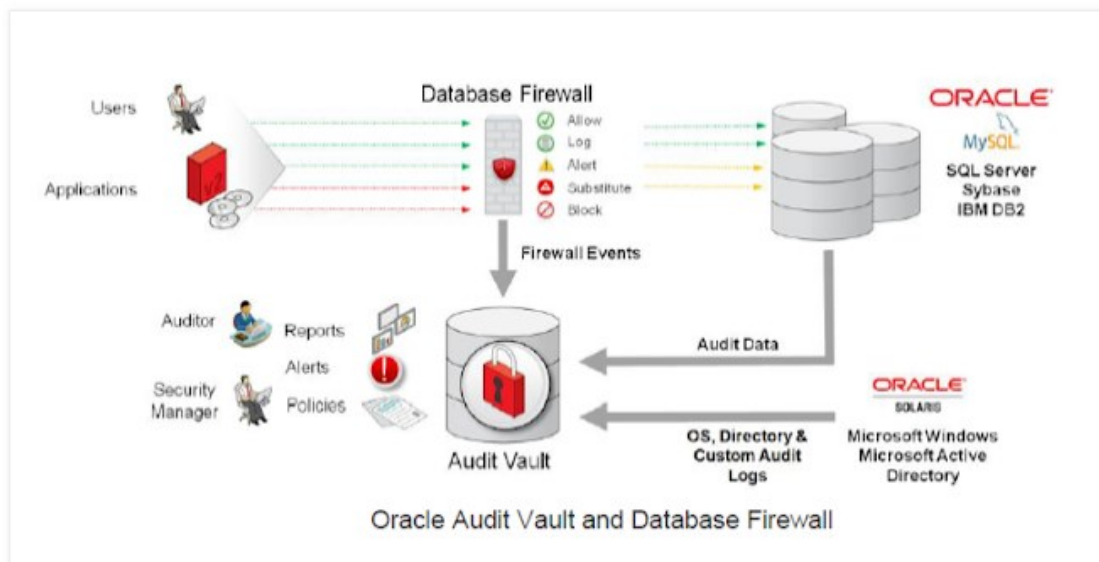 Users
Applications
Database Firewall
Allow
Log
Alert
Substitute
Block
ORACLE
MySQL
SQL Server
Sybase
IBM DB2
Firewall Events
Auditor
Reports
Alerts
Security
Manager
Policies
Audit Data
Audit Vault
OS, Directory &
Custom Audit
Logs
ORACLE
SOLARIS
Microsoft Windows
Microsoft Active
Directory
Oracle Audit Vault and Database Firewall